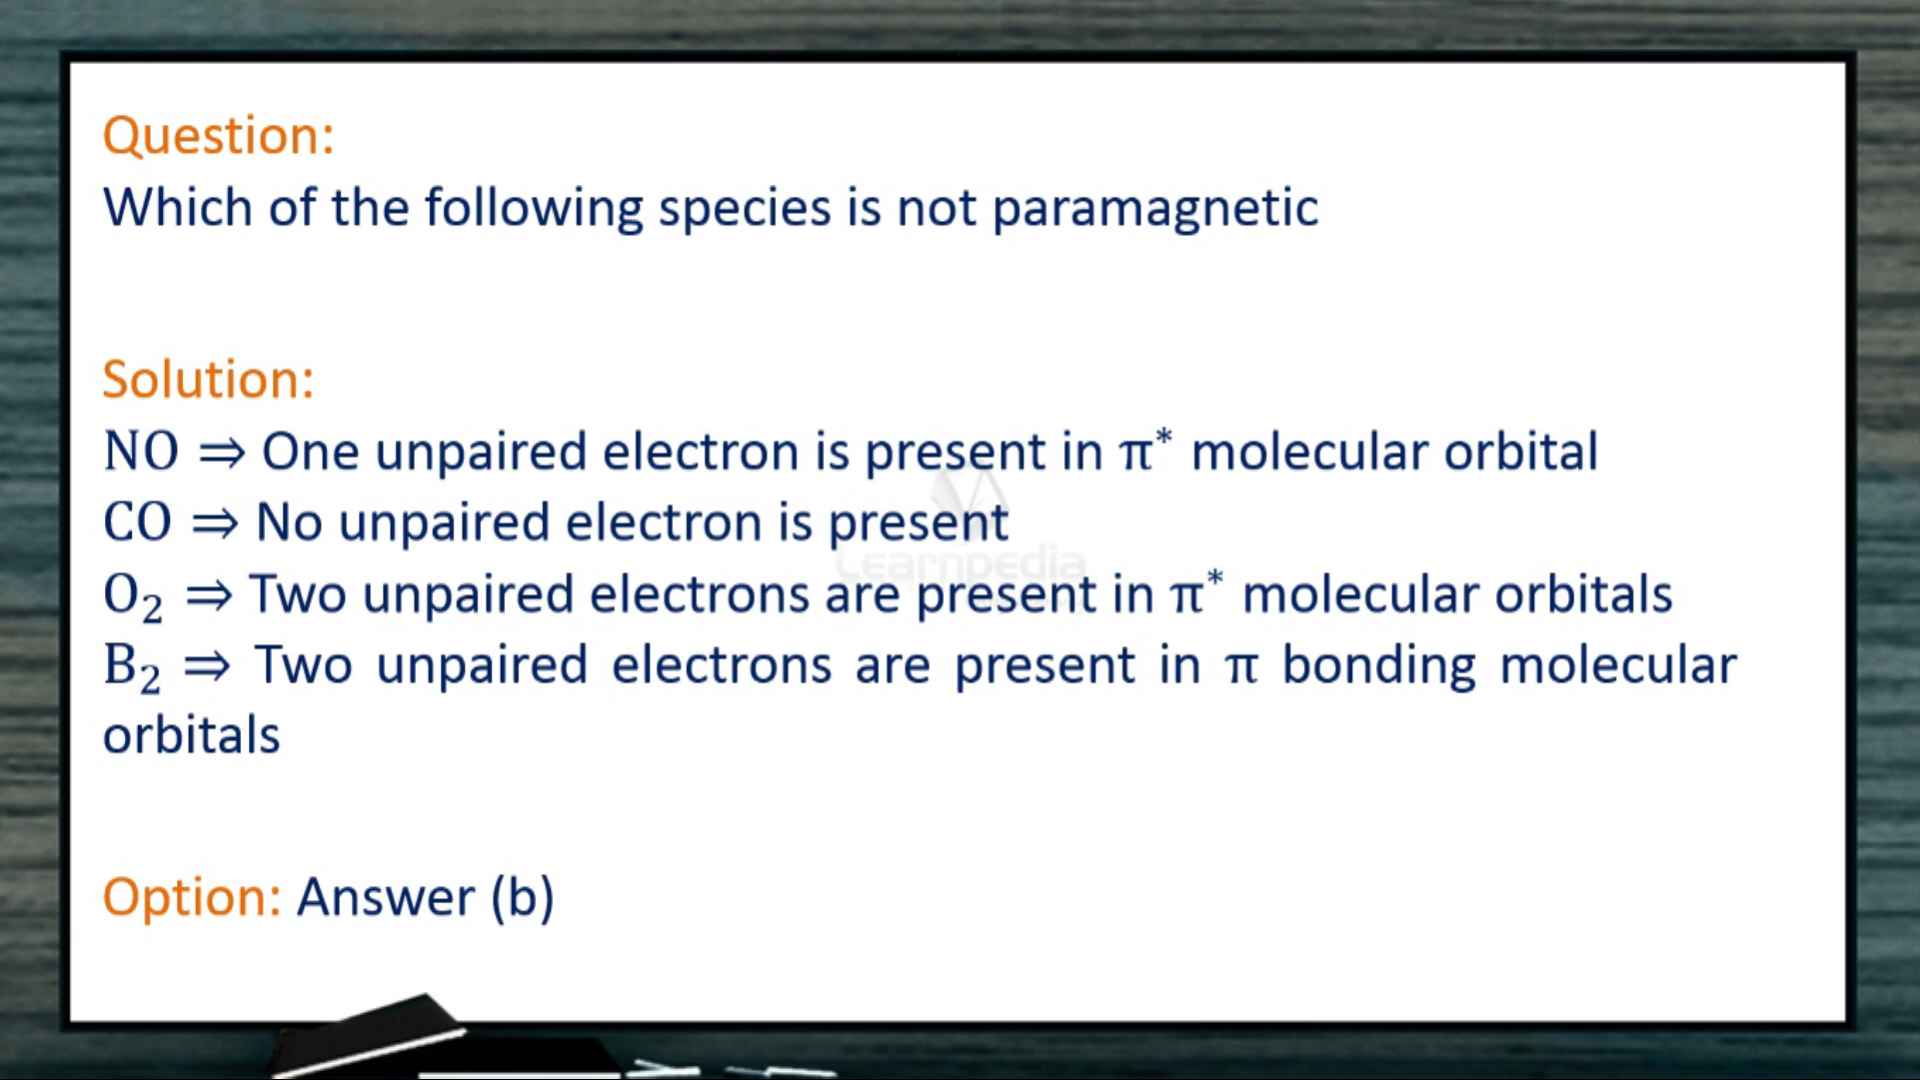 Question:
Which of the following species is not paramagnetic
Solution:
NO ⇒ One unpaired electron is present in π* molecular orbital
CO ⇒ No unpaired electron is present
Learnpedia
O₂ ⇒ Two unpaired electrons are present in π* molecular orbitals
B₂ ⇒ Two unpaired electrons are present in π bonding molecular
orbitals
Option: Answer (b)